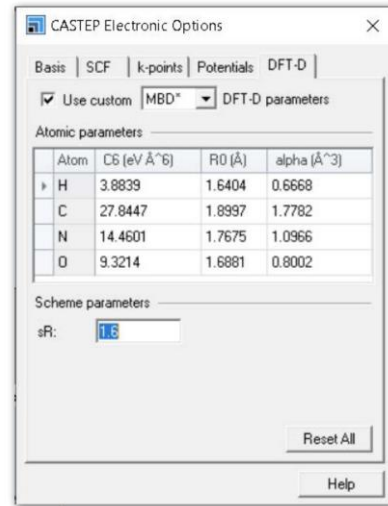 CASTEP Electronic Options
Basis SCF k-points Potentials DFT-D
Use custom MBD* DFT-D parameters
Atomic parameters
Atom C6 (eV Å^6) R0 (Å) alpha (Å^3)
H 3.8839 1.6404 0.6668
C 27.8447 1.8997 1.7782
N 14.4601 1.7675 1.0966
O 9.3214 1.6881 0.8002
Scheme parameters
sR: 1.6
Reset All
Help